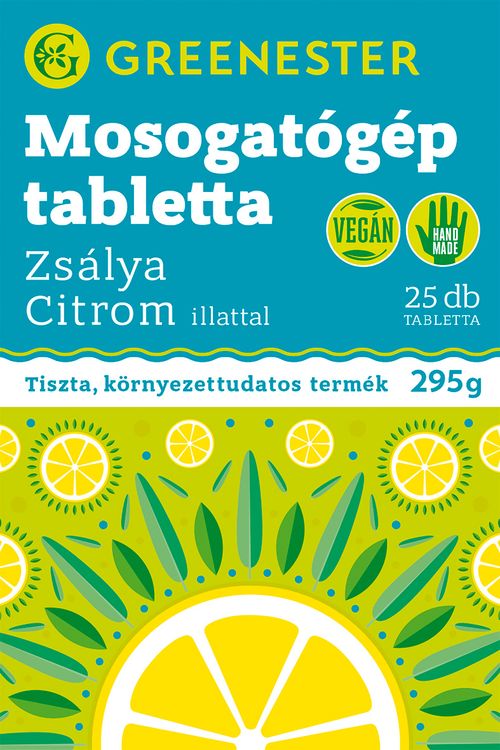 GREENESTER
Mosogatógép
tabletta
Zsálya
Citrom illattal
VEGÁN
HAND
MADE
25 db
TABLETTA
Tiszta, környezettudatos termék 295g